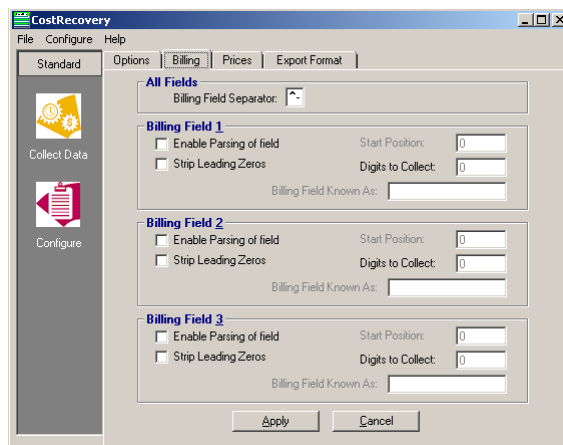 CostRecovery
File Configure Help
Standard
Options Billing Prices Export Format
All Fields
Billing Field Separator: ^-
Billing Field 1
Enable Parsing of field Start Position: 0
Strip Leading Zeros Digits to Collect: 0
Billing Field Known As:
Collect Data
Billing Field 2
Enable Parsing of field Start Position: 0
Strip Leading Zeros Digits to Collect: 0
Billing Field Known As:
Configure
Billing Field 3
Enable Parsing of field Start Position: 0
Strip Leading Zeros Digits to Collect: 0
Billing Field Known As:
Apply Cancel